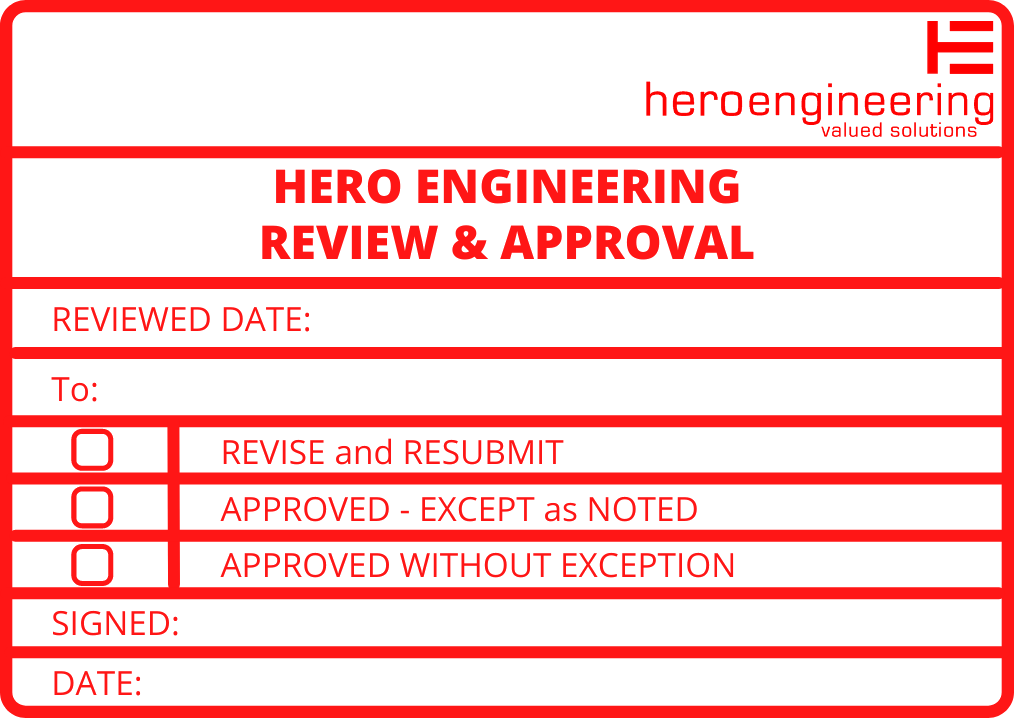 heroengineering
valued solutions
HERO ENGINEERING
REVIEW & APPROVAL
REVIEWED DATE:
To:
REVISE and RESUBMIT
APPROVED - EXCEPT as NOTED
APPROVED WITHOUT EXCEPTION
SIGNED:
DATE: